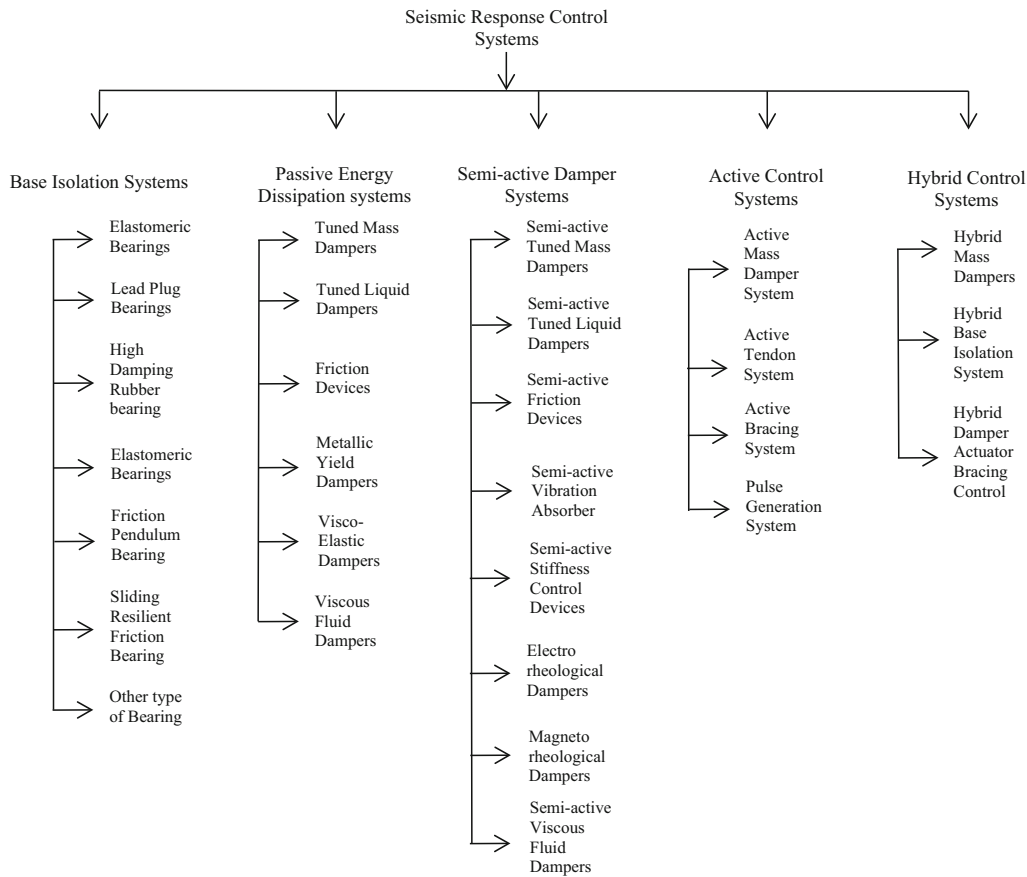 Seismic Response Control
Systems
Base Isolation Systems
Elastomeric
Bearings
Lead Plug
Bearings
High
Damping
Rubber
bearing
Elastomeric
Bearings
Friction
Pendulum
Bearing
Sliding
Resilient
Friction
Bearing
Other type
of Bearing
Passive Energy
Dissipation systems
Tuned Mass
Dampers
Tuned Liquid
Dampers
Friction
Devices
Metallic
Yield
Dampers
Visco-
Elastic
Dampers
Viscous
Fluid
Dampers
Semi-active Damper
Systems
Semi-active
Tuned Mass
Dampers
Semi-active
Tuned Liquid
Dampers
Semi-active
Friction
Devices
Semi-active
Vibration
Absorber
Semi-active
Stiffness
Control
Devices
Electro
rheological
Dampers
Magneto
rheological
Dampers
Semi-active
Viscous
Fluid
Dampers
Active Control
Systems
Active
Mass
Damper
System
Active
Tendon
System
Active
Bracing
System
Pulse
Generation
System
Hybrid Control
Systems
Hybrid
Mass
Dampers
Hybrid
Base
Isolation
System
Hybrid
Damper
Actuator
Bracing
Control